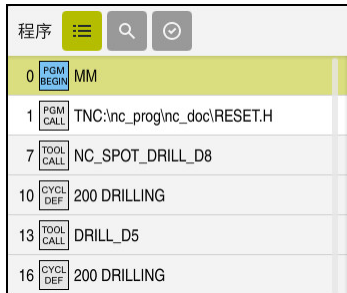 程序
0 PGM BEGIN MM
1 PGM CALL TNC:\nc_prog\nc_doc\RESET.H
7 TOOL CALL NC_SPOT_DRILL_D8
10 CYCL DEF 200 DRILLING
13 TOOL CALL DRILL_D5
16 CYCL DEF 200 DRILLING